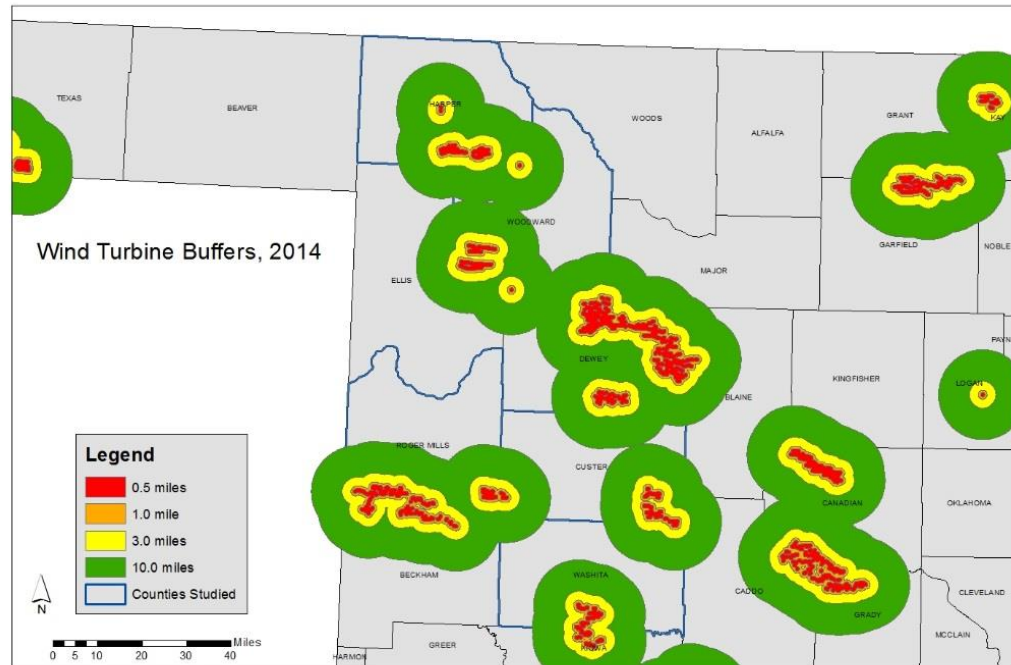 HARPER
TEXAS
BEAVER
WOODS
GRANT
KAY
ALFALFA
WOODWARD
GARFIELD
NOBLE
Wind Turbine Buffers, 2014
MAJOR
ELLIS
PAYN
DEWEY
KINGFISHER
LOGAN
BLAINE
ROGER MILLS
CUSTER
OKLAHOMA
CANADIAN
BECKHAM
WASHITA
CADDO
CLEVELAND
GRADY
MCCLAIN
GREER
KIOWA
HARMON
Legend
0.5 miles
1.0 mile
3.0 miles
10.0 miles
Counties Studied
N
Miles
0 5 10 20 30 40